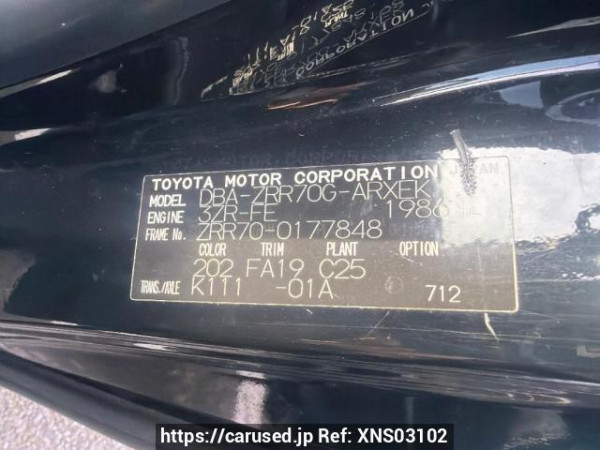 TOYOTA MOTOR CORPORATION JAPAN
MODEL DBA-ZRR70G-ARXEK
ENGINE 3ZR-FE 1986
FRAME No. ZRR70-0177848
COLOR TRIM PLANT OPTION
202 FA19 C25
TRANS./AXLE K111 -01A 712
https://carused.jp Ref: XNS03102